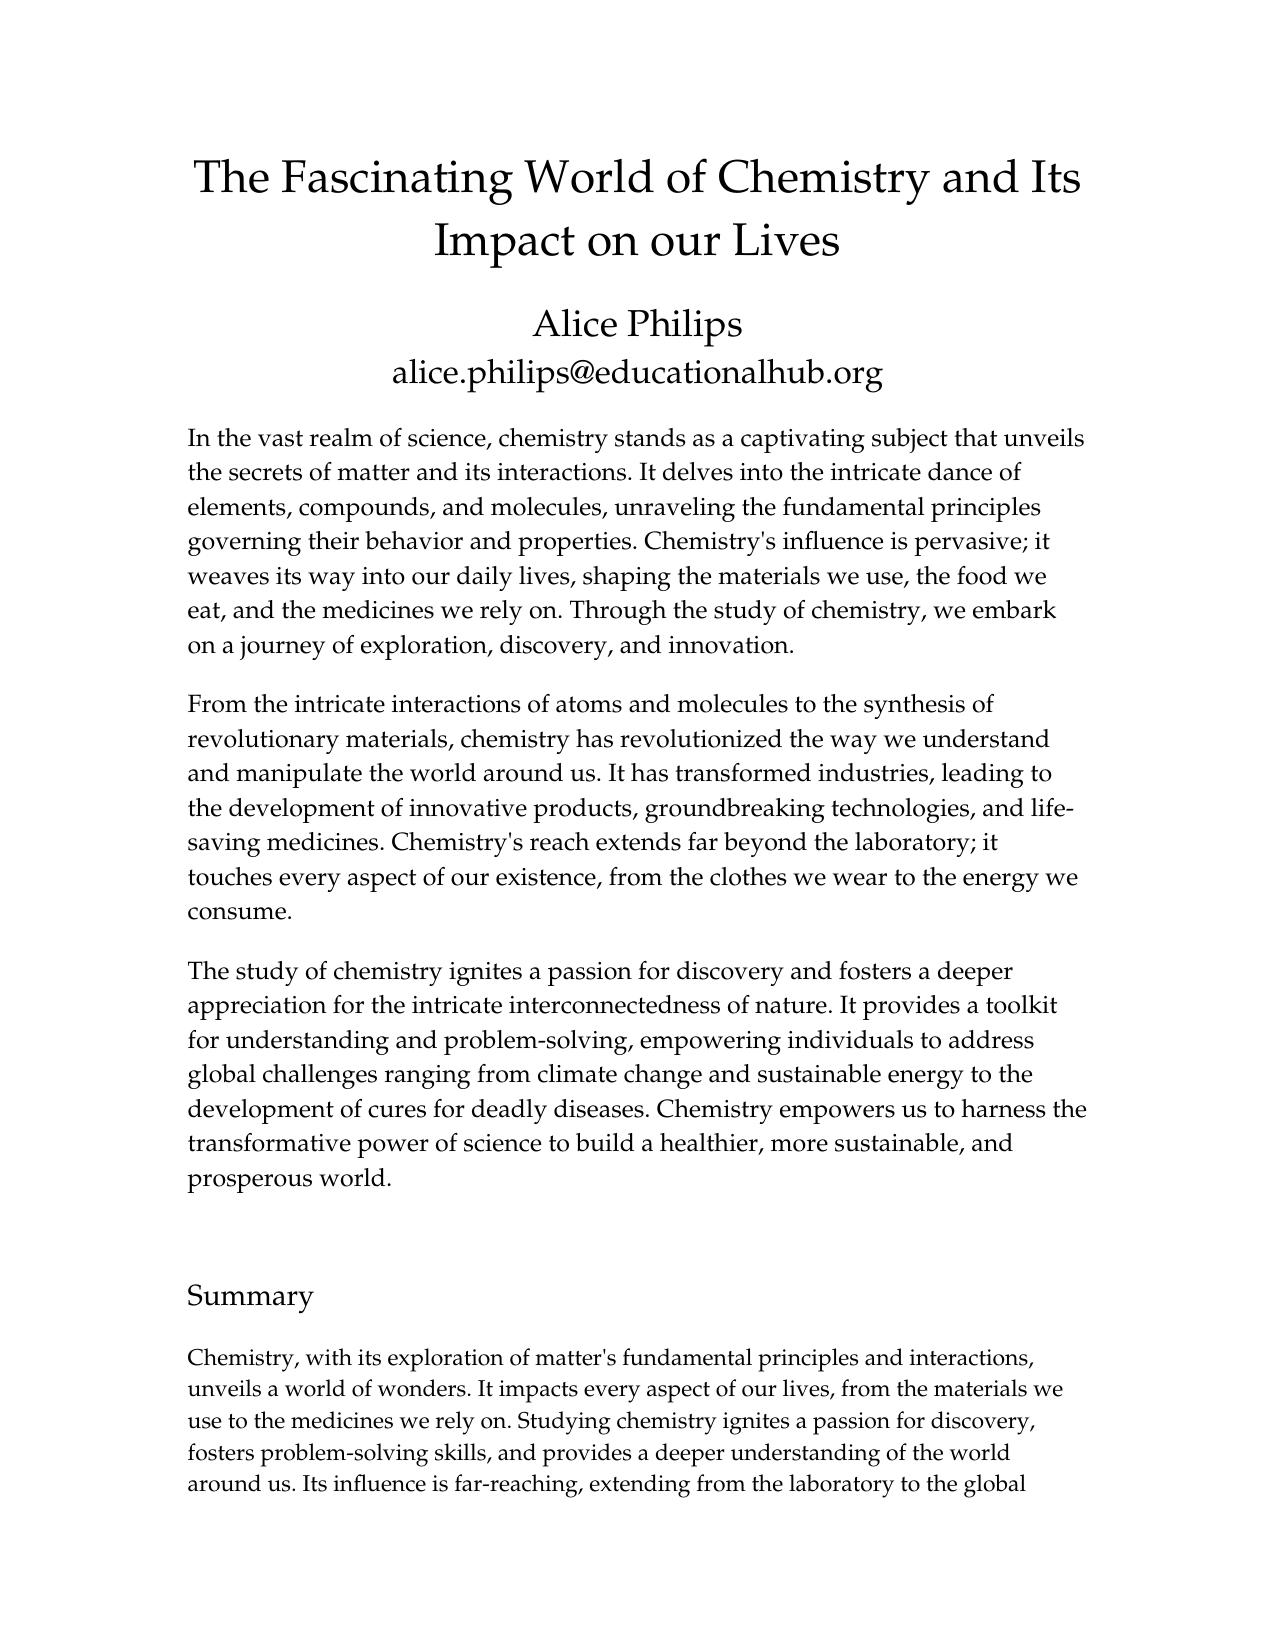 The Fascinating World of Chemistry and Its
Impact on our Lives
Alice Philips
alice.philips@educationalhub.org
In the vast realm of science, chemistry stands as a captivating subject that unveils
the secrets of matter and its interactions. It delves into the intricate dance of
elements, compounds, and molecules, unraveling the fundamental principles
governing their behavior and properties. Chemistry's influence is pervasive; it
weaves its way into our daily lives, shaping the materials we use, the food we
eat, and the medicines we rely on. Through the study of chemistry, we embark
on a journey of exploration, discovery, and innovation.
From the intricate interactions of atoms and molecules to the synthesis of
revolutionary materials, chemistry has revolutionized the way we understand
and manipulate the world around us. It has transformed industries, leading to
the development of innovative products, groundbreaking technologies, and life-
saving medicines. Chemistry's reach extends far beyond the laboratory; it
touches every aspect of our existence, from the clothes we wear to the energy we
consume.
The study of chemistry ignites a passion for discovery and fosters a deeper
appreciation for the intricate interconnectedness of nature. It provides a toolkit
for understanding and problem-solving, empowering individuals to address
global challenges ranging from climate change and sustainable energy to the
development of cures for deadly diseases. Chemistry empowers us to harness the
transformative power of science to build a healthier, more sustainable, and
prosperous world.
Summary
Chemistry, with its exploration of matter's fundamental principles and interactions,
unveils a world of wonders. It impacts every aspect of our lives, from the materials we
use to the medicines we rely on. Studying chemistry ignites a passion for discovery,
fosters problem-solving skills, and provides a deeper understanding of the world
around us. Its influence is far-reaching, extending from the laboratory to the global